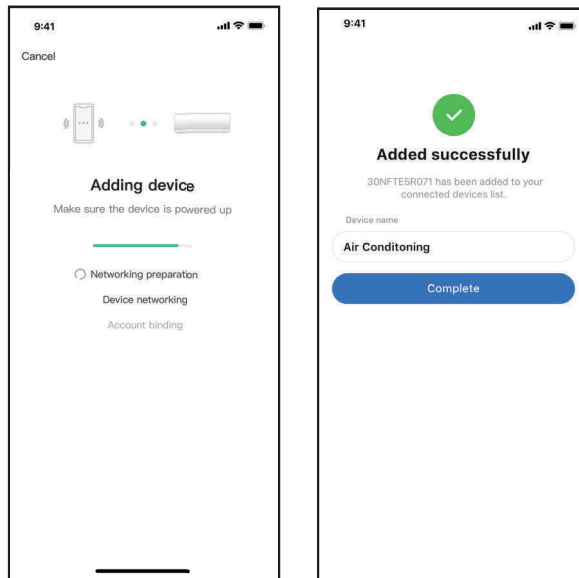 9:41
Cancel
Adding device
Make sure the device is powered up
Networking preparation
Device networking
Account binding
9:41
Added successfully
30NFTE5R071 has been added to your
connected devices list.
Device name
Air Conditoning
Complete